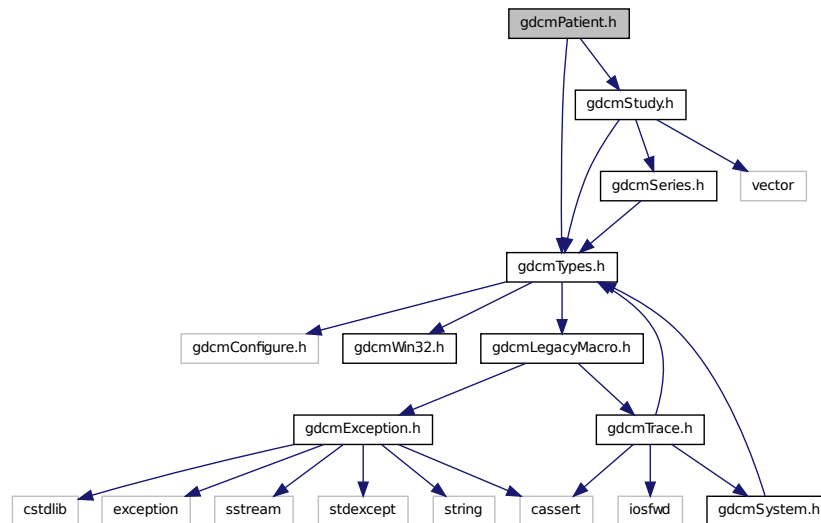 gdcmPatient.h
gdcmStudy.h
gdcmSeries.h
vector
gdcmTypes.h
gdcmConfigure.h
gdcmWin32.h
gdcmLegacyMacro.h
gdcmException.h
gdcmTrace.h
cstdlib
exception
sstream
stdexcept
string
cassert
iosfwd
gdcmSystem.h